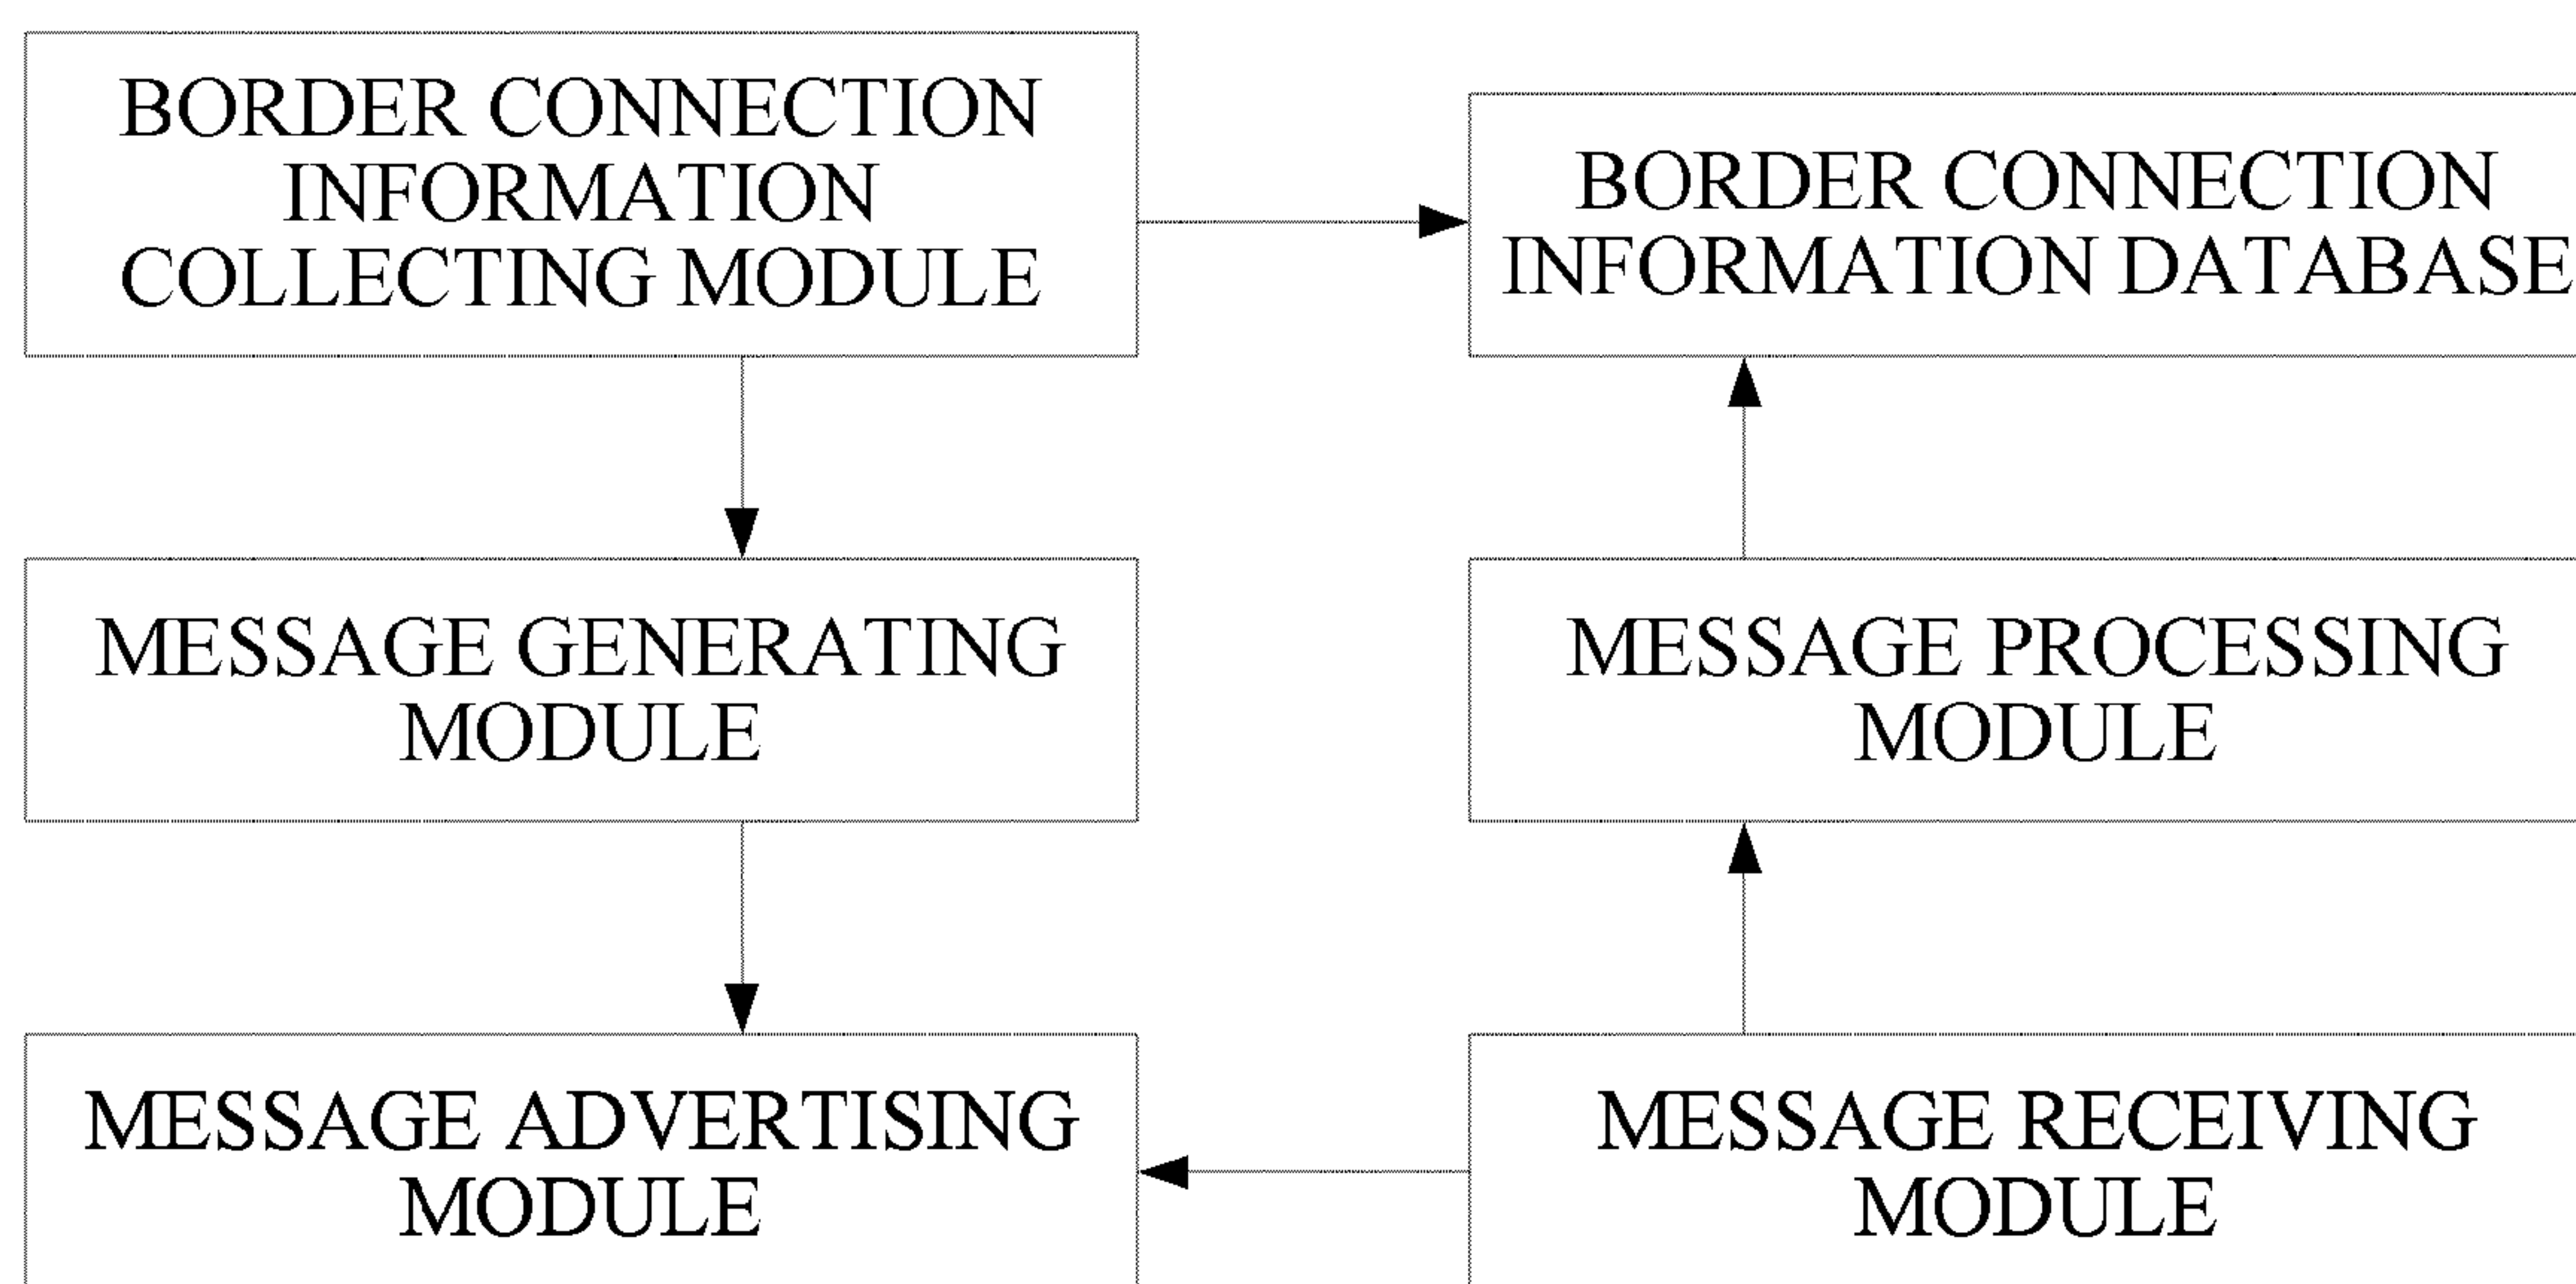 BORDER CONNECTION
INFORMATION
COLLECTING MODULE
BORDER CONNECTION
INFORMATION DATABASE
MESSAGE GENERATING
MODULE
MESSAGE PROCESSING
MODULE
MESSAGE ADVERTISING
MODULE
MESSAGE RECEIVING
MODULE